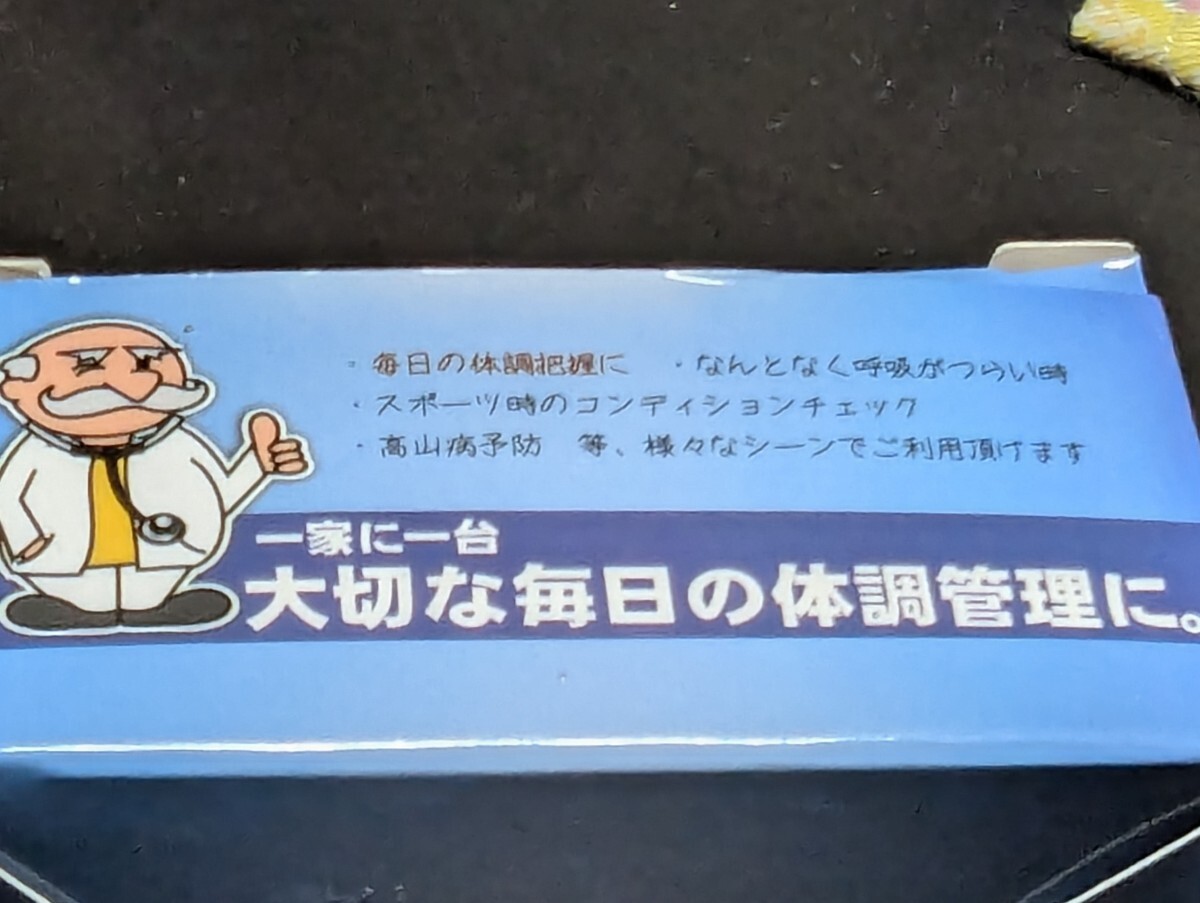 ・毎日の体調把握に　・なんとなく呼吸がつらい時
・スポーツ時のコンディションチェック
・高山病予防　等、様々なシーンでご利用頂けます
一家に一台
大切な毎日の体調管理に。